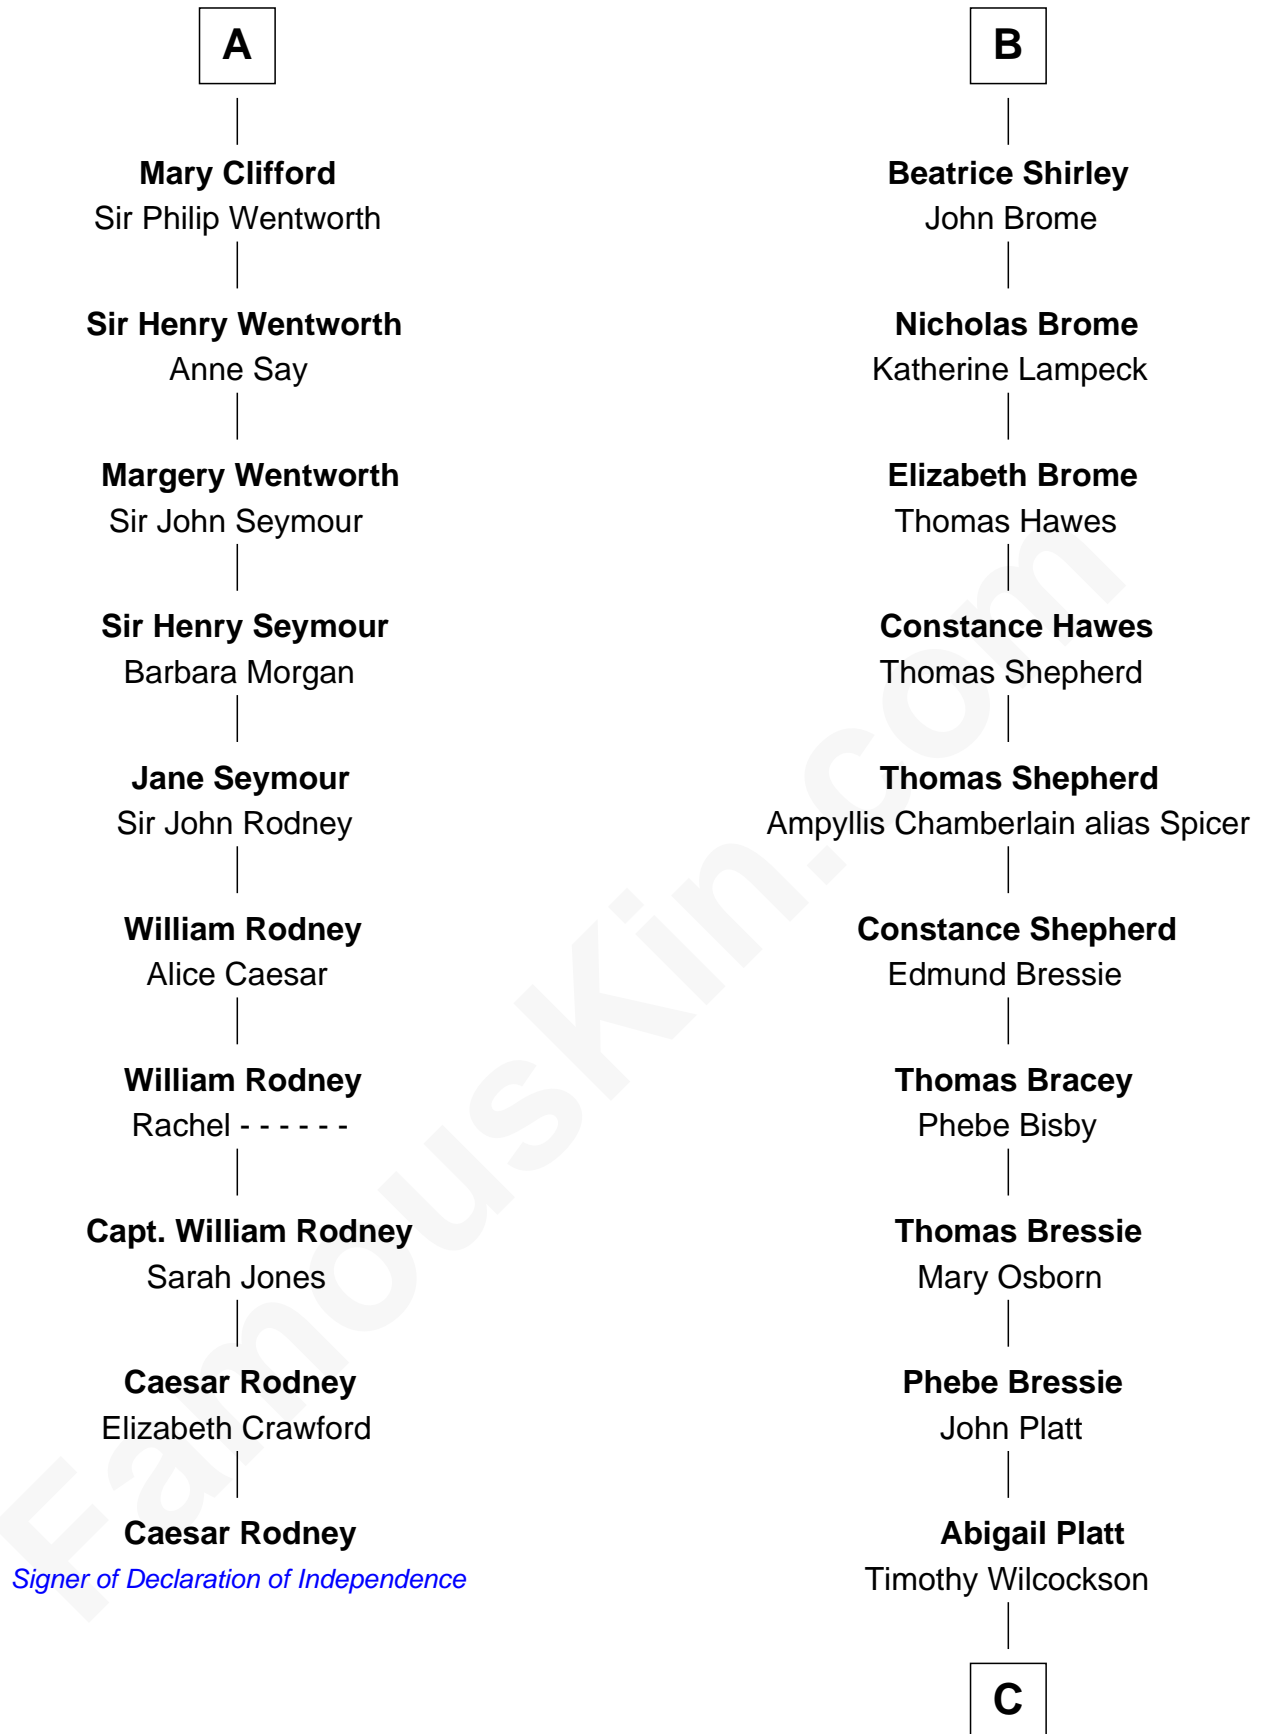 A
Mary Clifford
Sir Philip Wentworth
Sir Henry Wentworth
Anne Say
Margery Wentworth
Sir John Seymour
Sir Henry Seymour
Barbara Morgan
Jane Seymour
Sir John Rodney
William Rodney
Alice Caesar
William Rodney
Rachel - - - - - -
Capt. William Rodney
Sarah Jones
Caesar Rodney
Elizabeth Crawford
Caesar Rodney
Signer of Declaration of Independence
B
Beatrice Shirley
John Brome
Nicholas Brome
Katherine Lampeck
Elizabeth Brome
Thomas Hawes
Constance Hawes
Thomas Shepherd
Thomas Shepherd
Ampyllis Chamberlain alias Spicer
Constance Shepherd
Edmund Bressie
Thomas Bracey
Phebe Bisby
Thomas Bressie
Mary Osborn
Phebe Bressie
John Platt
Abigail Platt
Timothy Wilcockson
C
FamousKin.com